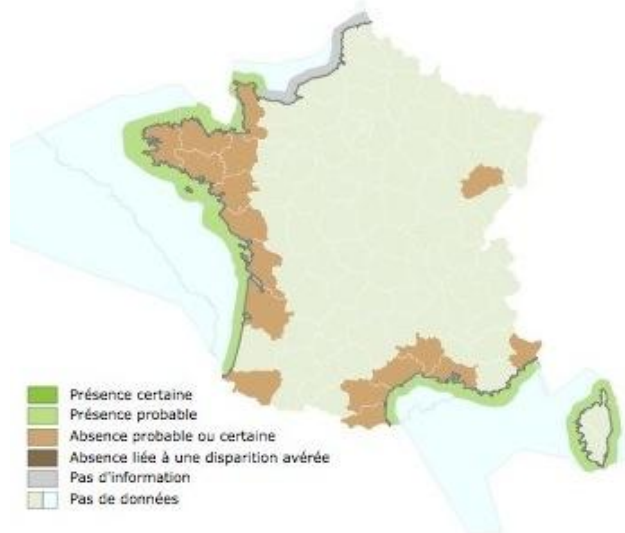 Présence certaine
Présence probable
Absence probable ou certaine
Absence liée à une disparition avérée
Pas d'information
Pas de données